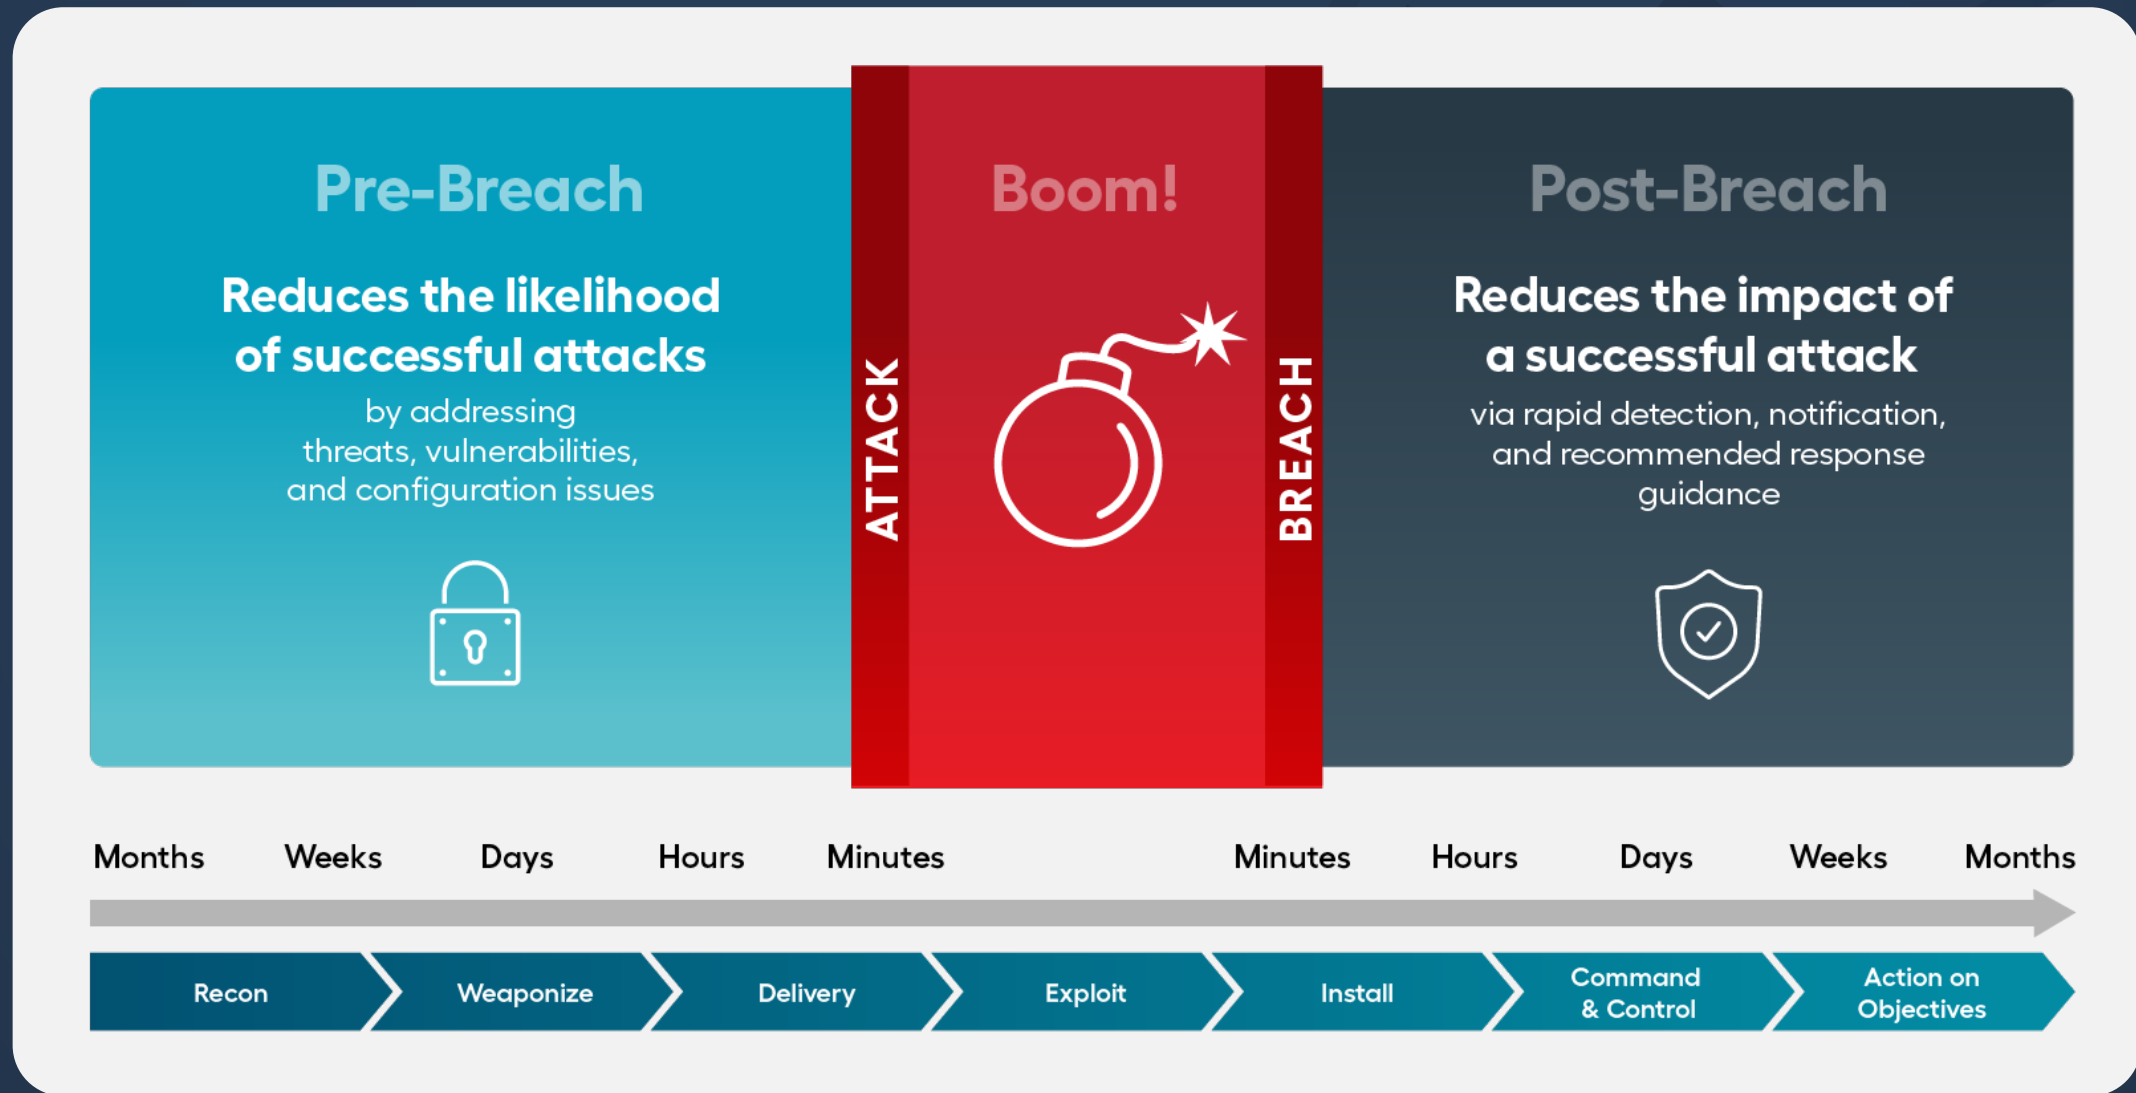 Pre-Breach
Reduces the likelihood
of successful attacks
by addressing
threats, vulnerabilities,
and configuration issues
ATTACK
Boom!
BREACH
Post-Breach
Reduces the impact of
a successful attack
via rapid detection, notification,
and recommended response
guidance
Months Weeks Days Hours Minutes Minutes Hours Days Weeks Months
Recon
Weaponize
Delivery
Exploit
Install
Command
& Control
Action on
Objectives